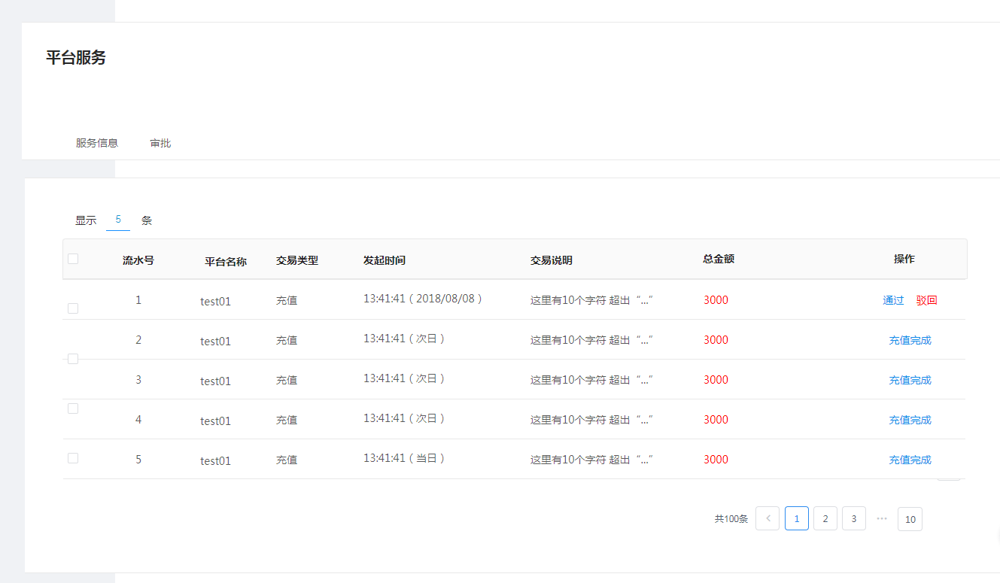 平台服务
服务信息 审批
显示 5 条
流水号 平台名称 交易类型 发起时间 交易说明 总金额 操作
1 test01 充值 13:41:41 ( 2018/08/08 ) 这里有10个字符 超出“...” 3000 通过 驳回
2 test01 充值 13:41:41 ( 次日 ) 这里有10个字符 超出“...” 3000 充值完成
3 test01 充值 13:41:41 ( 次日 ) 这里有10个字符 超出“...” 3000 充值完成
4 test01 充值 13:41:41 ( 次日 ) 这里有10个字符 超出“...” 3000 充值完成
5 test01 充值 13:41:41 ( 当日 ) 这里有10个字符 超出“...” 3000 充值完成
共100条 < 1 2 3 ··· 10